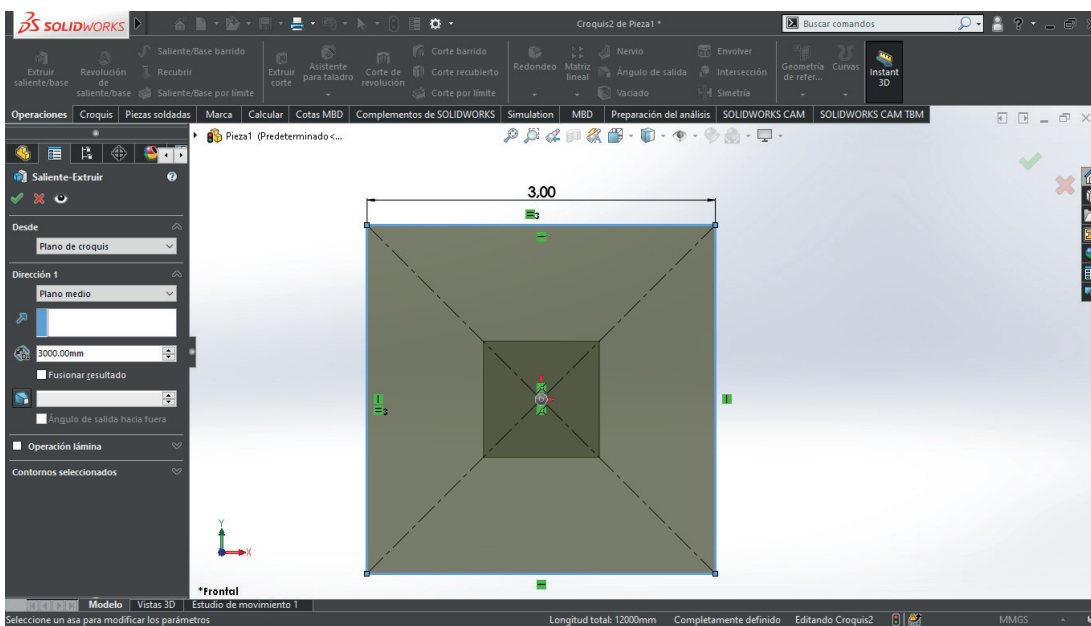 SOLIDWORKS
Croquis2 de Pieza1 *
Buscar comandos
Extruir saliente/base
Revolución de saliente/base
Saliente/Base barrido
Recubrir
Saliente/Base por límite
Extruir corte
Asistente para taladro
Corte de revolución
Corte barrido
Corte recubierto
Corte por límite
Redondeo
Matriz lineal
Nervio
Ángulo de salida
Vaciado
Envolver
Intersección
Simetría
Geometría de refer...
Curvas
Instant 3D
Operaciones Croquis Piezas soldadas Marca Calcular Cotas MBD Complementos de SOLIDWORKS Simulation MBD Preparación del análisis SOLIDWORKS CAM SOLIDWORKS CAM TBM
Pieza1 (Predeterminado<...
Saliente-Extruir
Desde
Plano de croquis
Dirección 1
Plano medio
3000.00mm
Fusionar resultado
Ángulo de salida hacia fuera
Operación lámina
Contornos seleccionados
3,00
3
3
Y
X
*Frontal
Modelo Vistas 3D Estudio de movimiento 1
Seleccione un asa para modificar los parámetros Longitud total: 12000mm Completamente definido Editando Croquis2 MMGS